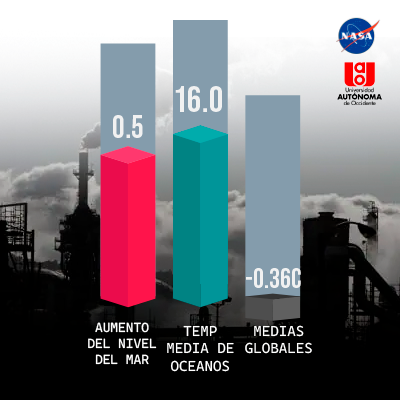 NASA
Universidad
AUTÓNOMA
de Occidente
16.0
0.5
-0.36C
AUMENTO
DEL NIVEL
DEL MAR
TEMP
MEDIA DE
OCEANOS
MEDIAS
GLOBALES